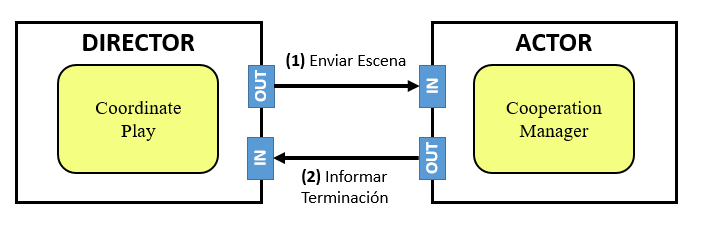 DIRECTOR
Coordinate
Play
OUT
IN
(1) Enviar Escena
(2) Informar
Terminación
ACTOR
IN
OUT
Cooperation
Manager